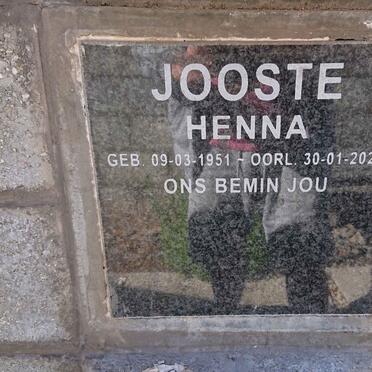 JOOSTE
HENNA
GEB. 09-03-1951 ~ OORL. 30-01-202
ONS BEMIN JOU